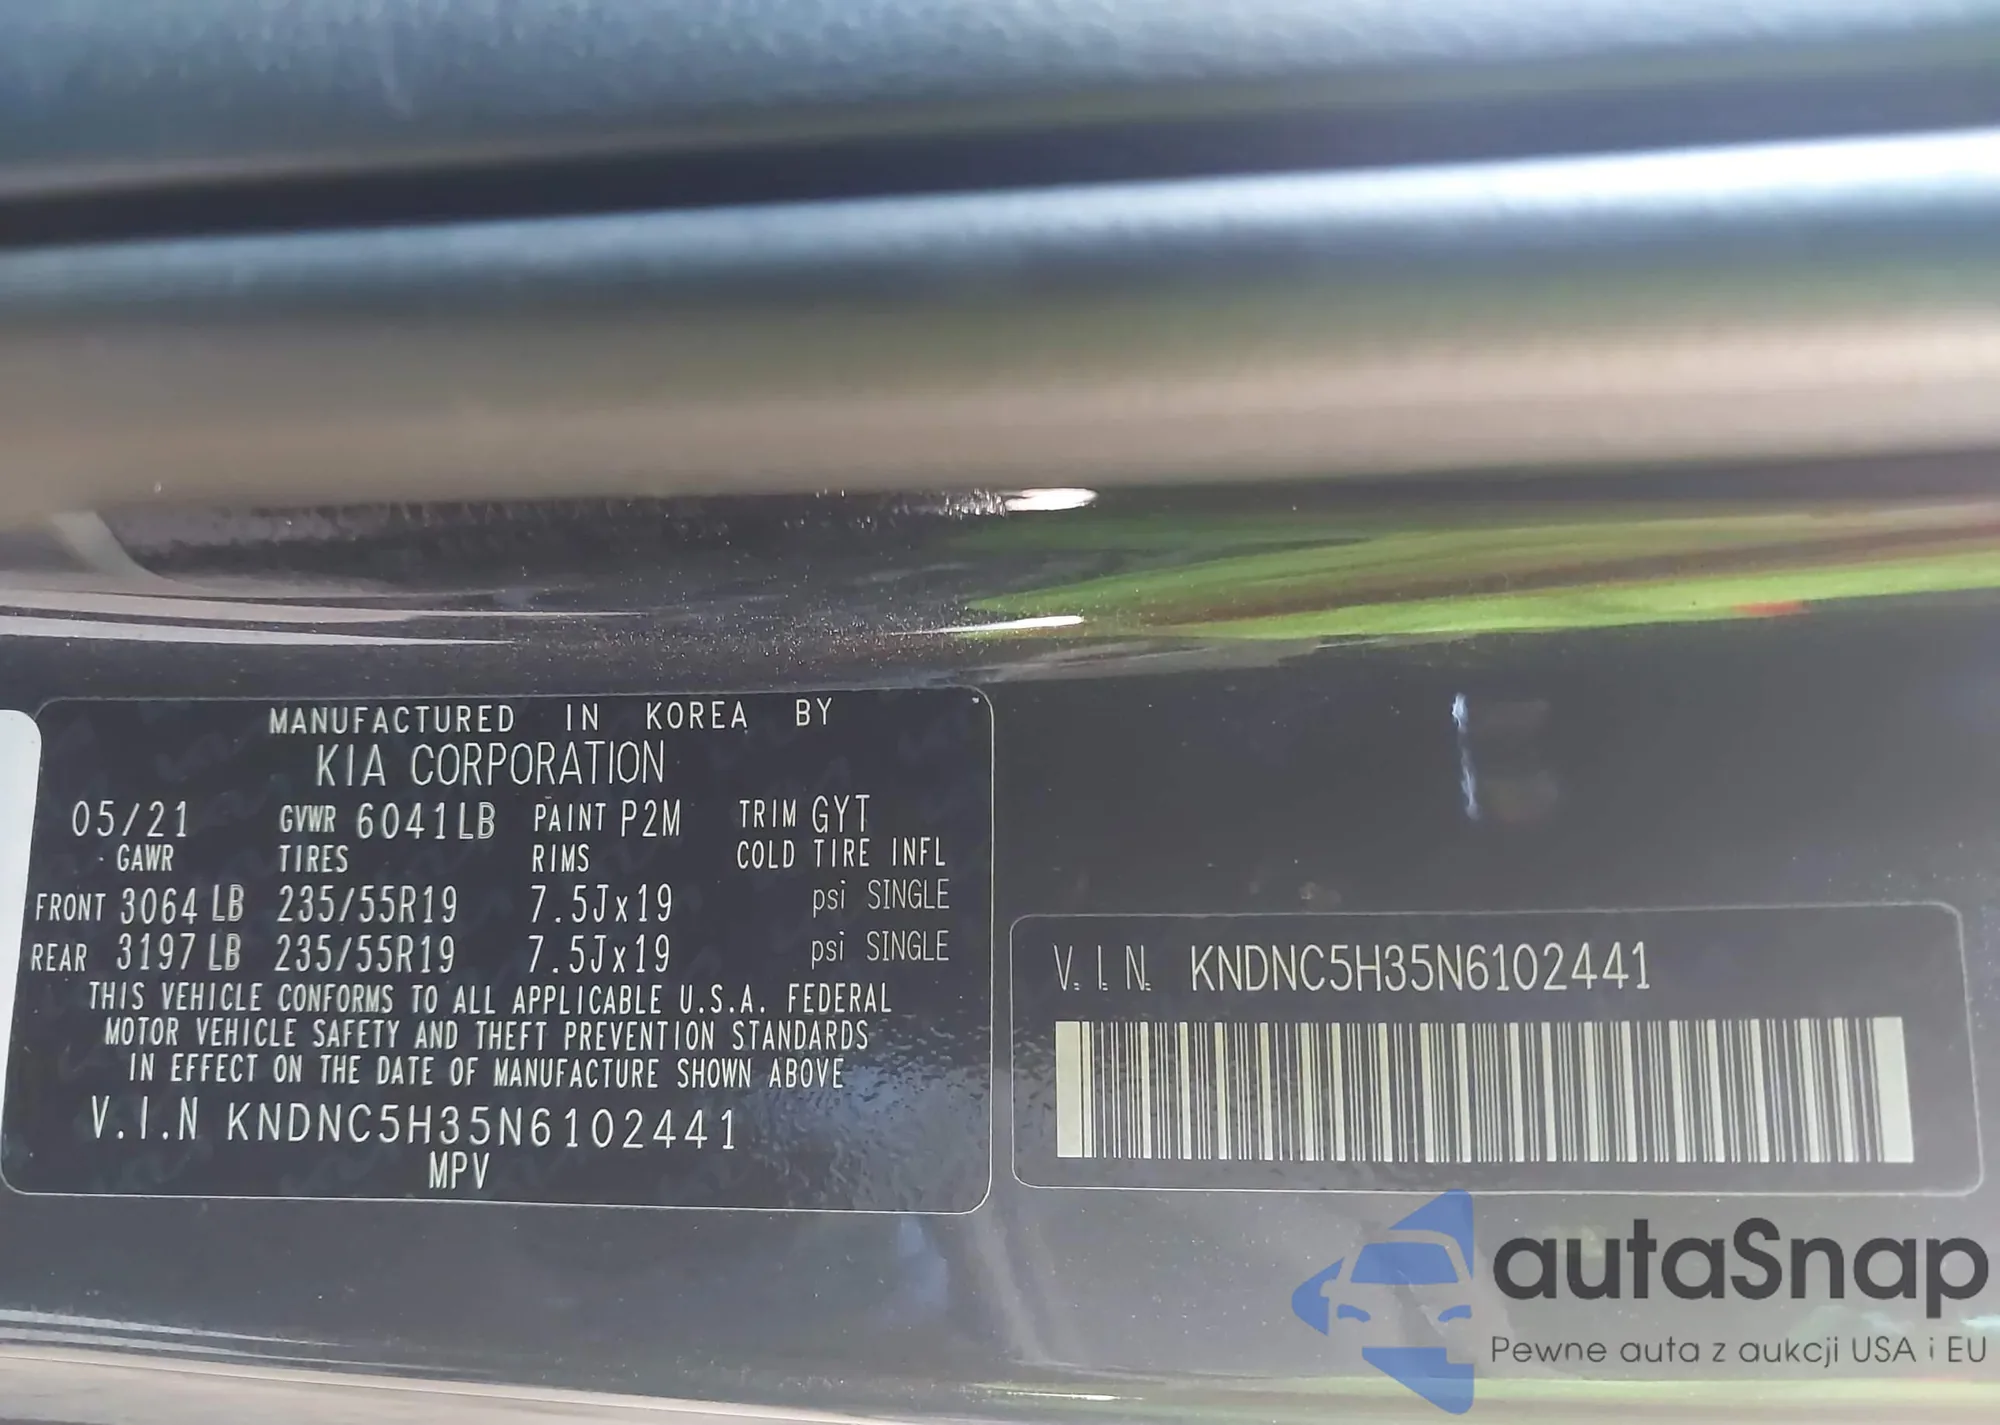 MANUFACTURED IN KOREA BY
KIA CORPORATION
05/21 GVWR 6041LB PAINT P2M TRIM GYT
GAWR TIRES RIMS COLD TIRE INFL
FRONT 3064 LB 235/55R19 7.5Jx19 psi SINGLE
REAR 3197 LB 235/55R19 7.5Jx19 psi SINGLE
THIS VEHICLE CONFORMS TO ALL APPLICABLE U.S.A. FEDERAL
MOTOR VEHICLE SAFETY AND THEFT PREVENTION STANDARDS
IN EFFECT ON THE DATE OF MANUFACTURE SHOWN ABOVE
V.I.N KNDNC5H35N6102441
MPV
V.I.N. KNDNC5H35N6102441
autaSnap
Pewne auta z aukcji USA i EU